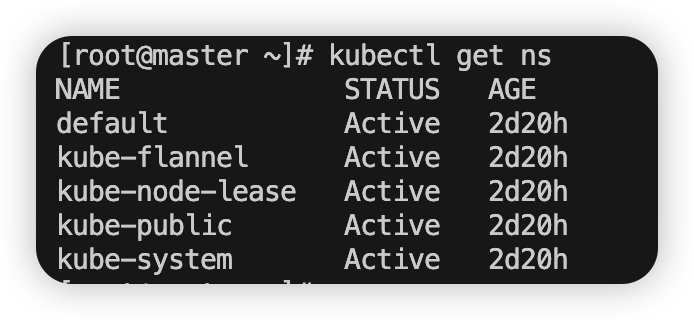 [root@master ~]# kubectl get ns
NAME STATUS AGE
default Active 2d20h
kube-flannel Active 2d20h
kube-node-lease Active 2d20h
kube-public Active 2d20h
kube-system Active 2d20h